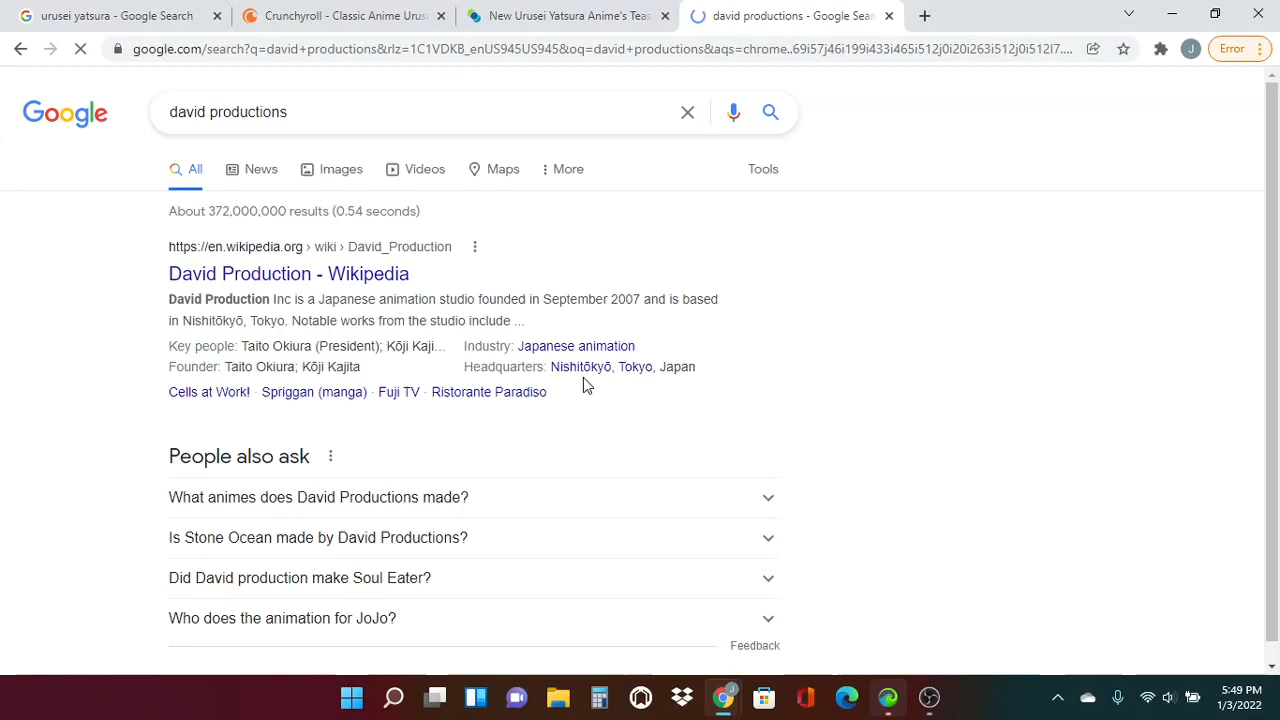 urusei yatsura - Google Search
Crunchyroll - Classic Anime Urus
New Urusei Yatsura Anime's Teas
david productions - Google Sear
google.com/search?q=david+productions&rlz=1C1VDKB_enUS945US945&oq=david+productions&aqs=chrome..69i57j46i199i433i465i512j0i20i263i512j0i512l7....
J
Error
Google
david productions
All
News
Images
Videos
Maps
More
Tools
About 372,000,000 results (0.54 seconds)
https://en.wikipedia.org › wiki › David_Production
David Production - Wikipedia
David Production Inc is a Japanese animation studio founded in September 2007 and is based
in Nishitōkyō, Tokyo. Notable works from the studio include ...
Key people: Taito Okiura (President); Kōji Kaji… Industry: Japanese animation
Founder: Taito Okiura; Kōji Kajita Headquarters: Nishitōkyō, Tokyo, Japan
Cells at Work! · Spriggan (manga) · Fuji TV · Ristorante Paradiso
People also ask
What animes does David Productions made?
Is Stone Ocean made by David Productions?
Did David production make Soul Eater?
Who does the animation for JoJo?
Feedback
5:49 PM
1/3/2022